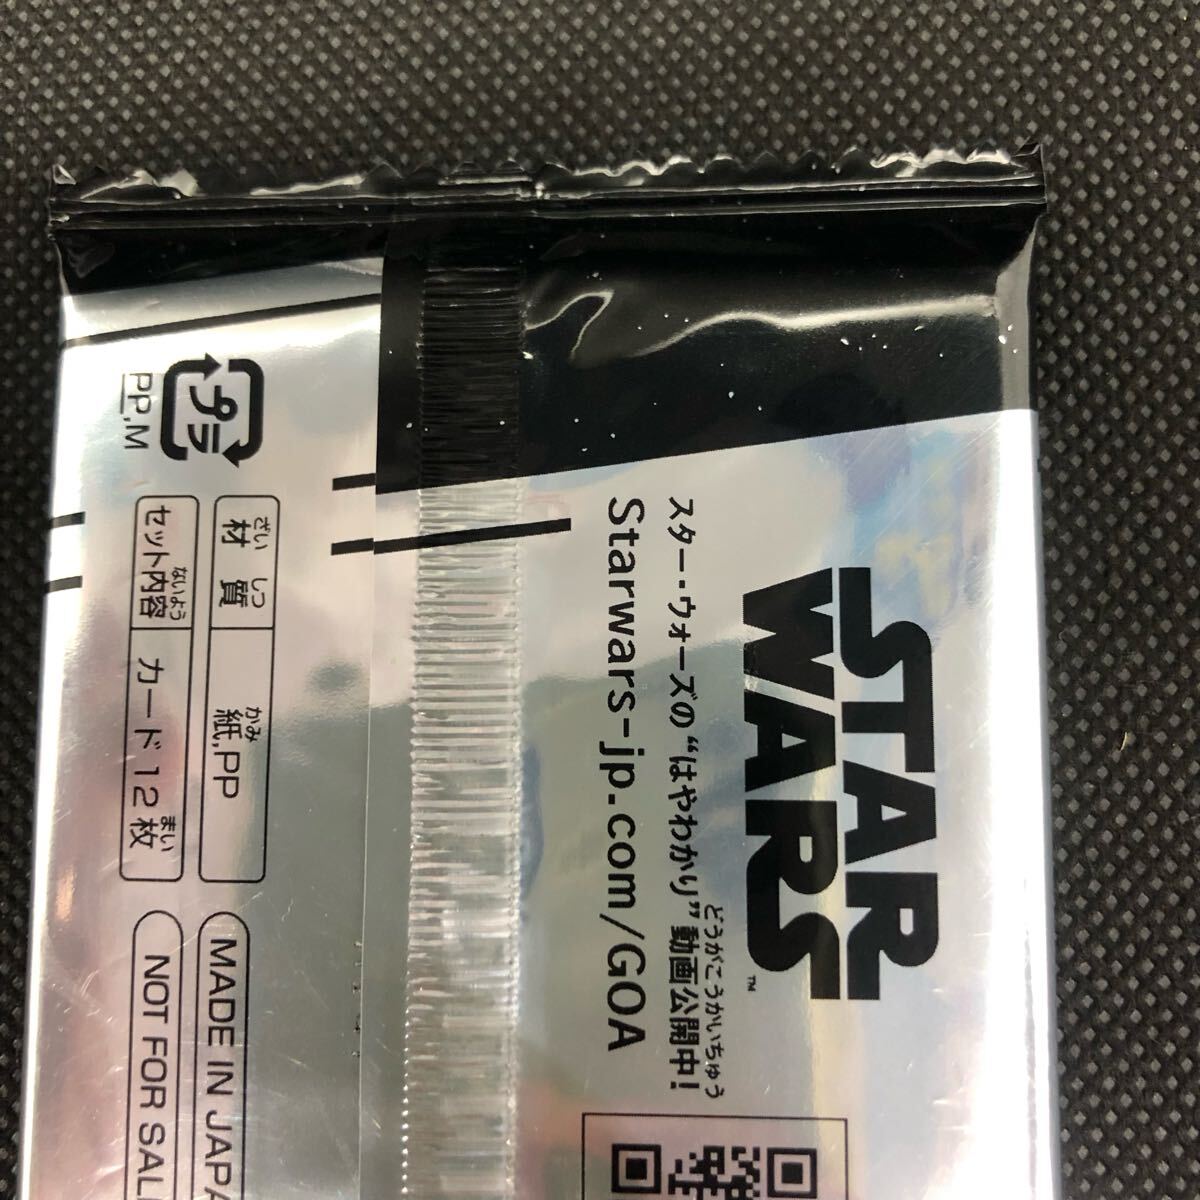 STAR
WARS
™
スター・ウォーズの“はやわかり”動画公開中！
どうがこうかいちゅう
Starwars-jp.com/GOA
プラ
PP,M
ざいしつ
材質
かみ
紙,PP
ないよう
セット内容
まい
カード12枚
MADE IN JAPA
NOT FOR SAL